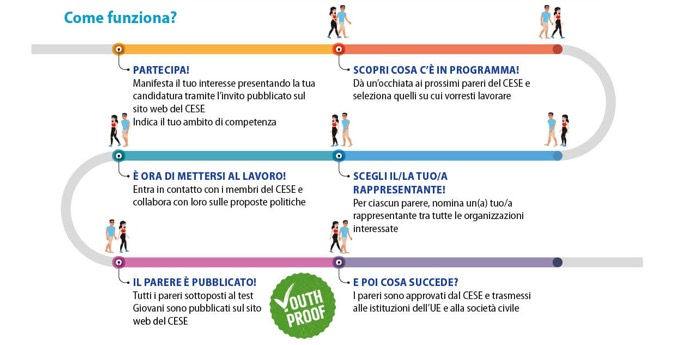 Come funziona?
PARTECIPA!
Manifesta il tuo interesse presentando la tua
candidatura tramite l'invito pubblicato sul
sito web del CESE
Indica il tuo ambito di competenza
SCOPRI COSA C'È IN PROGRAMMA!
Dà un'occhiata ai prossimi pareri del CESE e
seleziona quelli su cui vorresti lavorare
SCEGLI IL/LA TUO/A
RAPPRESENTANTE!
Per ciascun parere, nomina un(a) tuo/a
rappresentante tra tutte le organizzazioni
interessate
È ORA DI METTERSI AL LAVORO!
Entra in contatto con i membri del CESE e
collabora con loro sulle proposte politiche
IL PARERE È PUBBLICATO!
Tutti i pareri sottoposti al test
Giovani sono pubblicati sul sito
web del CESE
YOUTH
PROOF
E POI COSA SUCCEDE?
I pareri sono approvati dal CESE e trasmessi
alle istituzioni dell'UE e alla società civile